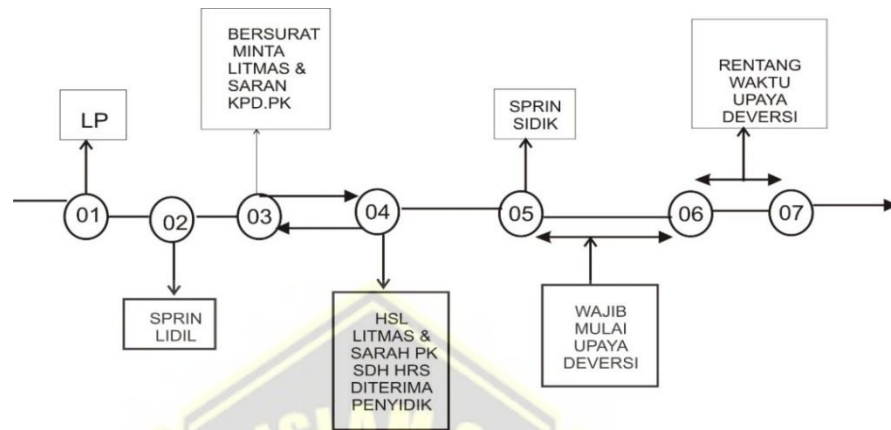 BERSURAT
MINTA
LITMAS &
SARAN
KPD.PK
RENTANG
WAKTU
UPAYA
DEVERSI
LP
SPRIN
SIDIK
01
02
03
04
05
06
07
SPRIN
LIDIL
HSL
LITMAS &
SARAH PK
SDH HRS
DITERIMA
PENYIDIK
WAJIB
MULAI
UPAYA
DEVERSI
ISLAM